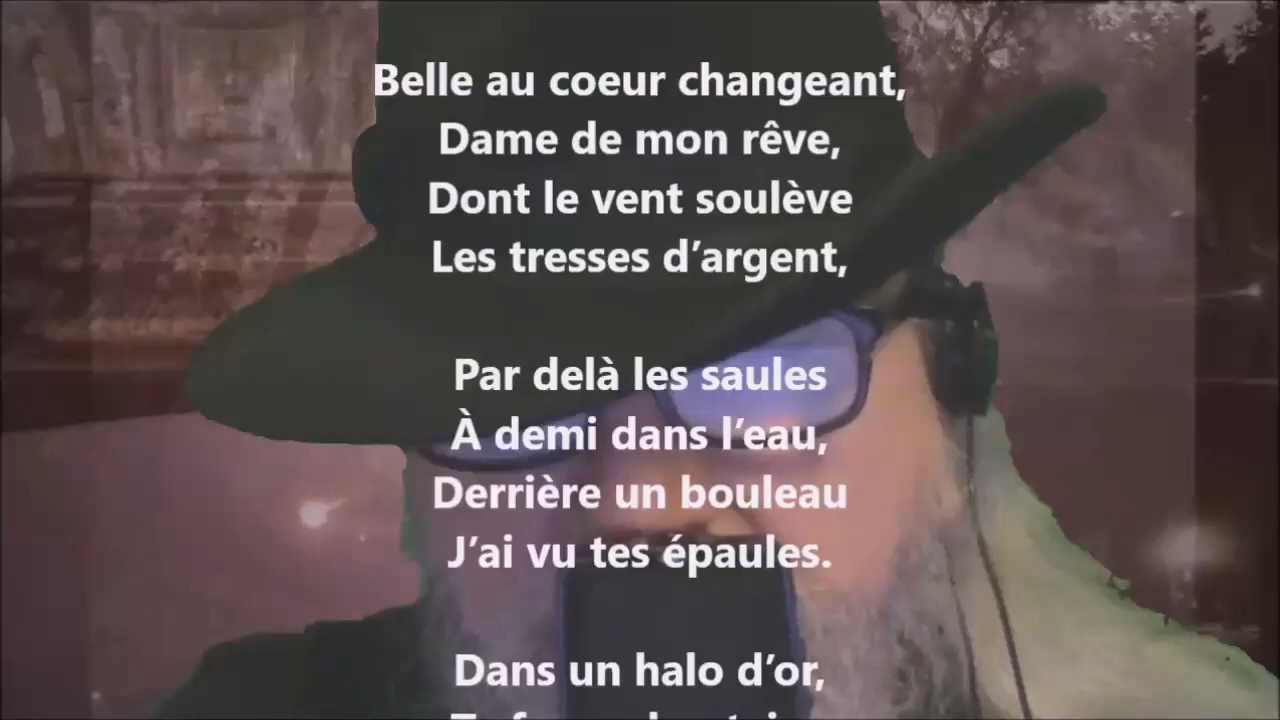 Belle au coeur changeant,
Dame de mon rêve,
Dont le vent soulève
Les tresses d’argent,
Par delà les saules
À demi dans l’eau,
Derrière un bouleau
J’ai vu tes épaules.
Dans un halo d’or,